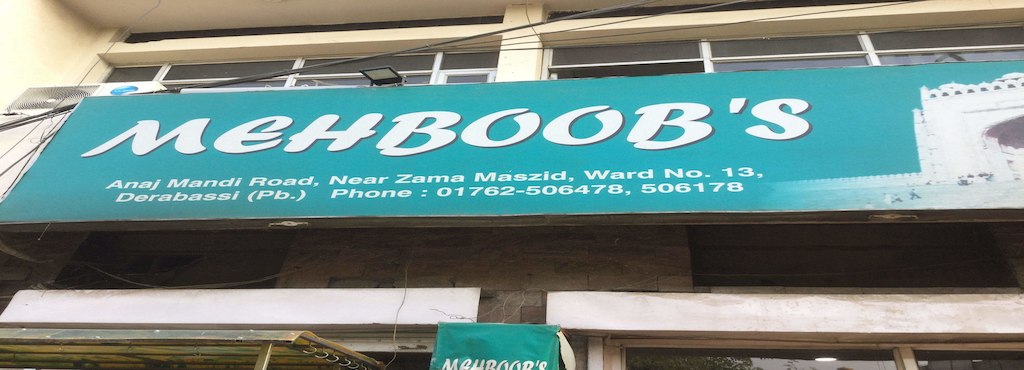 MEHBOOB'S
Anaj Mandi Road, Near Zama Maszid, Ward No. 13,
Derabassi (Pb.) Phone : 01762-506478, 506178
MEHBOOB'S